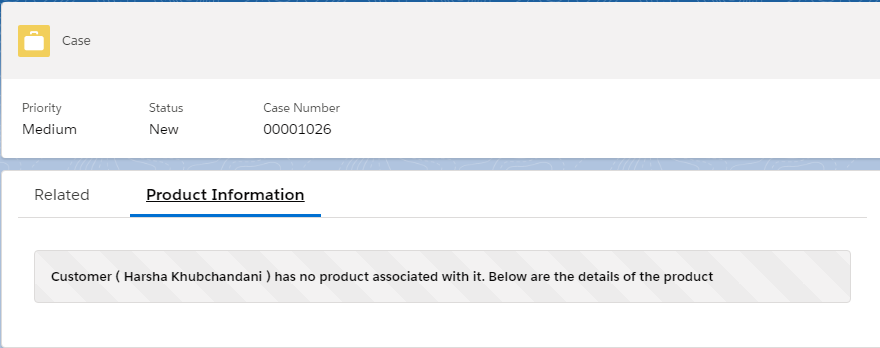 Case
Priority Status Case Number
Medium New 00001026
Related Product Information
Customer ( Harsha Khubchandani ) has no product associated with it. Below are the details of the product